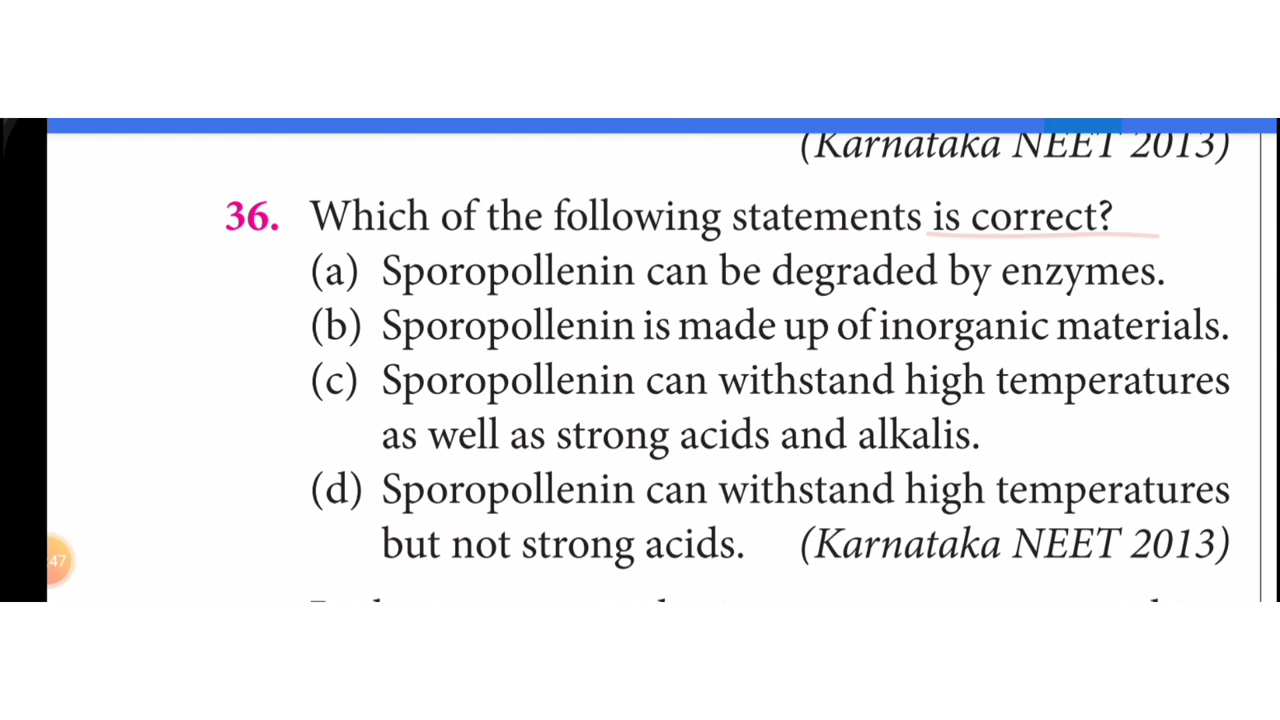 (Karnataka NEET 2013)
36. Which of the following statements is correct?
(a) Sporopollenin can be degraded by enzymes.
(b) Sporopollenin is made up of inorganic materials.
(c) Sporopollenin can withstand high temperatures
as well as strong acids and alkalis.
(d) Sporopollenin can withstand high temperatures
but not strong acids. (Karnataka NEET 2013)
47